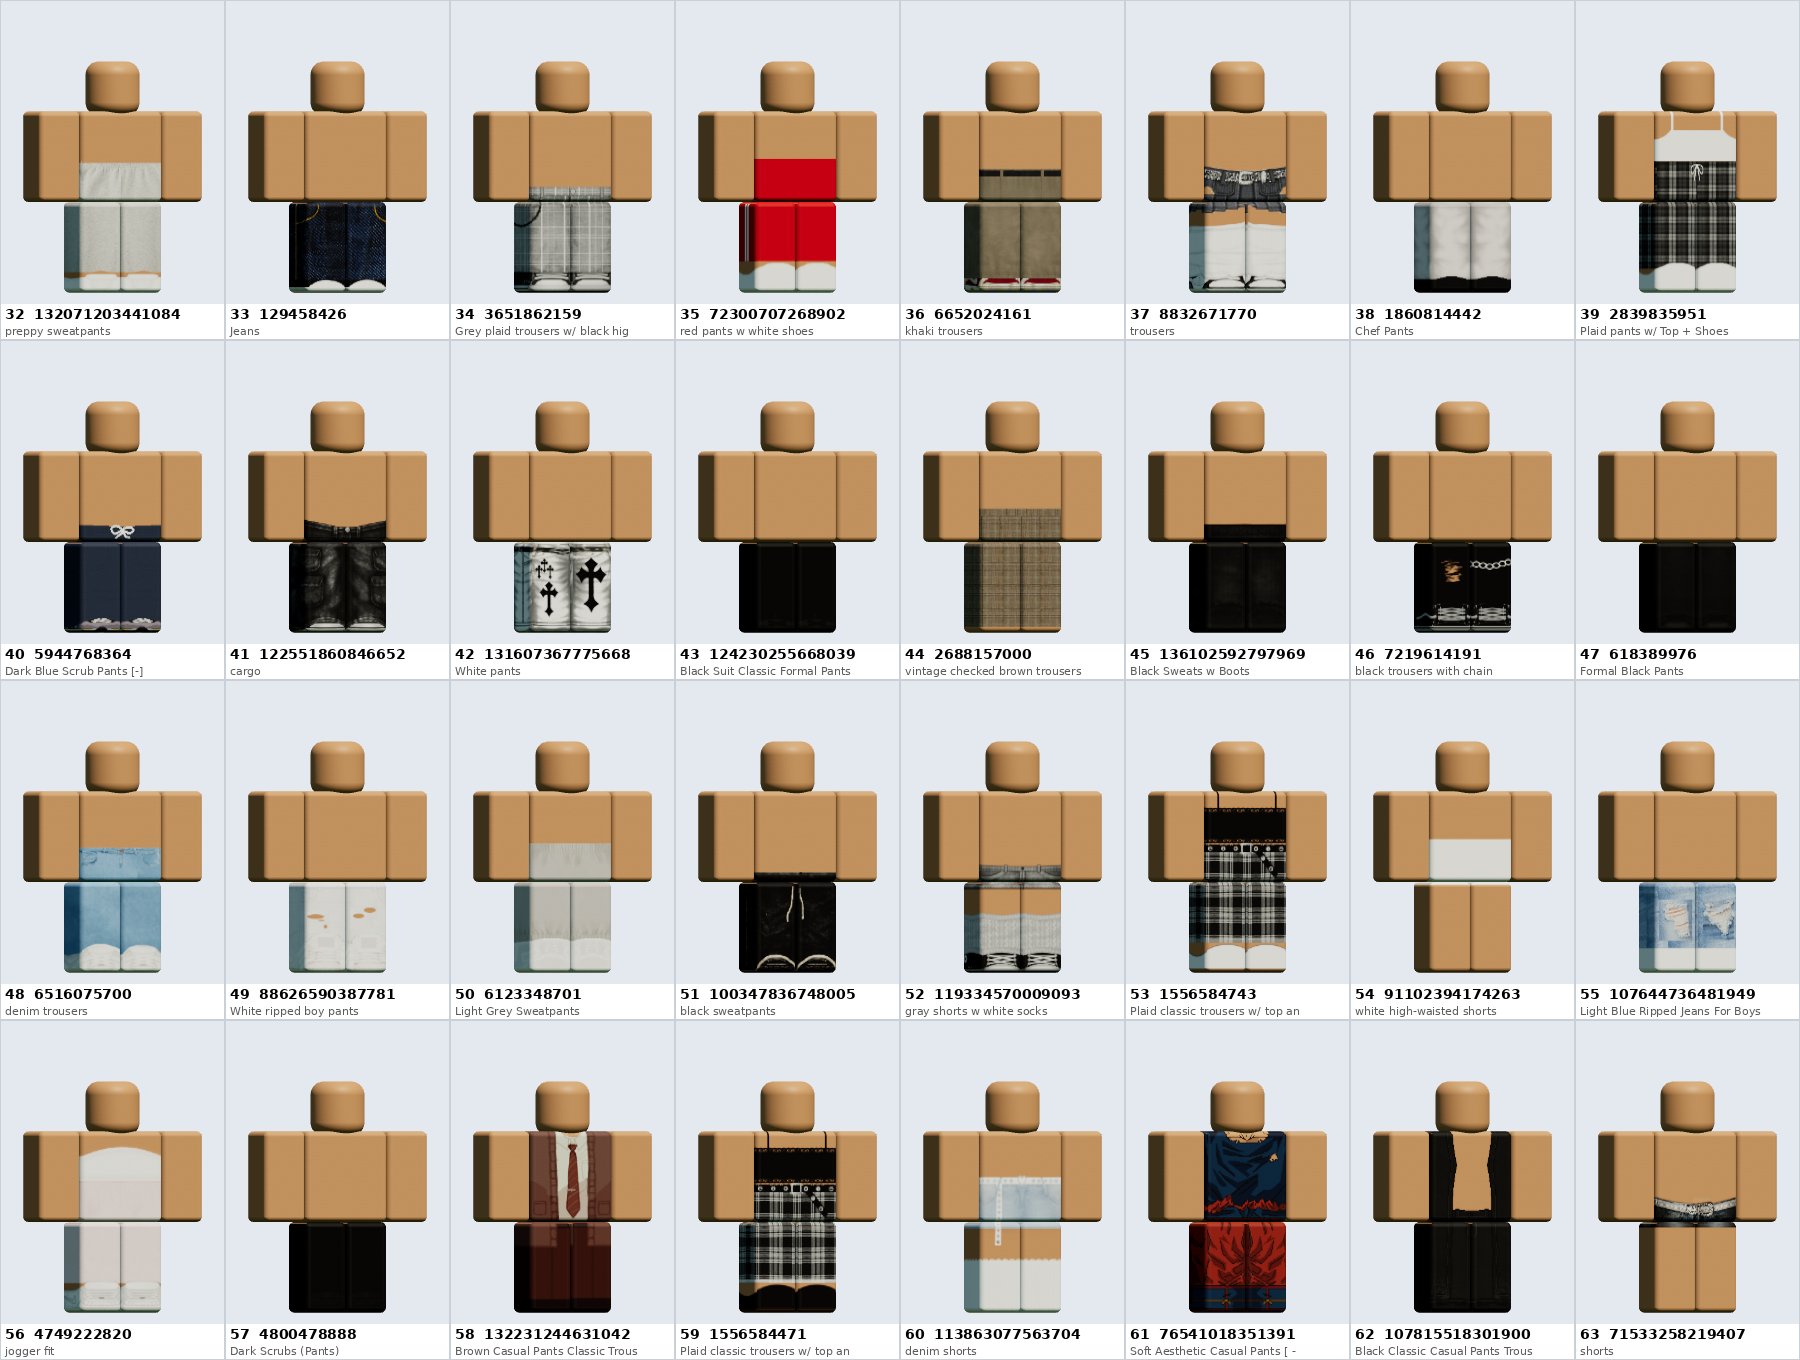 32 132071203441084
preppy sweatpants
33 129458426
Jeans
34 3651862159
Grey plaid trousers w/ black hig
35 72300707268902
red pants w white shoes
36 6652024161
khaki trousers
37 8832671770
trousers
38 1860814442
Chef Pants
39 2839835951
Plaid pants w/ Top + Shoes
40 5944768364
Dark Blue Scrub Pants [-]
41 122551860846652
cargo
42 131607367775668
White pants
43 124230255668039
Black Suit Classic Formal Pants
44 2688157000
vintage checked brown trousers
45 136102592797969
Black Sweats w Boots
46 7219614191
black trousers with chain
47 618389976
Formal Black Pants
48 6516075700
denim trousers
49 88626590387781
White ripped boy pants
50 6123348701
Light Grey Sweatpants
51 100347836748005
black sweatpants
52 119334570009093
gray shorts w white socks
53 1556584743
Plaid classic trousers w/ top an
54 91102394174263
white high-waisted shorts
55 107644736481949
Light Blue Ripped Jeans For Boys
56 4749222820
jogger fit
57 4800478888
Dark Scrubs (Pants)
58 132231244631042
Brown Casual Pants Classic Trous
59 1556584471
Plaid classic trousers w/ top an
60 113863077563704
denim shorts
61 76541018351391
Soft Aesthetic Casual Pants [ -
62 107815518301900
Black Classic Casual Pants Trous
63 71533258219407
shorts